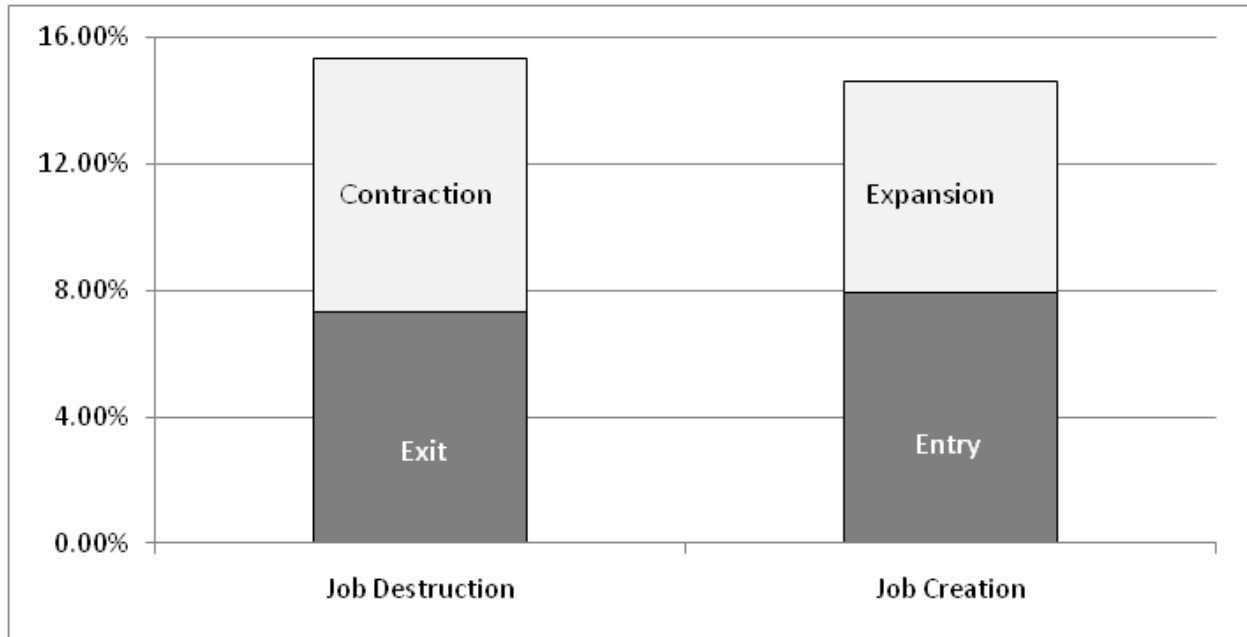 16.00%
12.00%
Contraction
Expansion
8.00%
4.00%
Exit
Entry
0.00%
Job Destruction
Job Creation